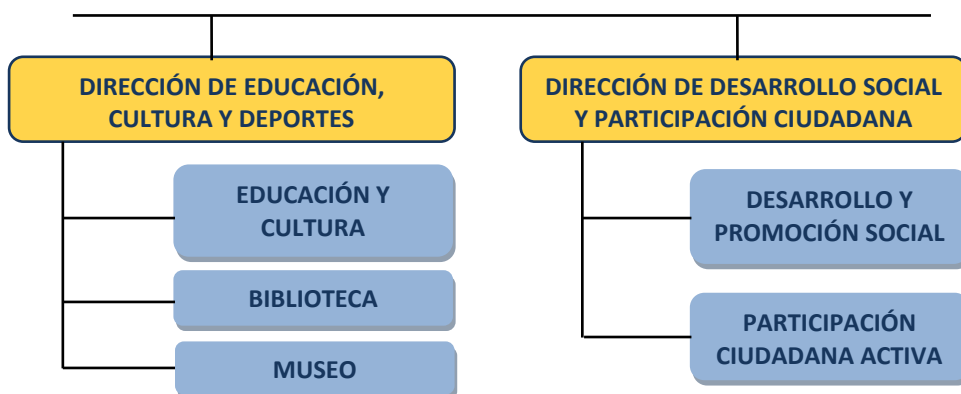 DIRECCIÓN DE EDUCACIÓN,
CULTURA Y DEPORTES
EDUCACIÓN Y
CULTURA
BIBLIOTECA
MUSEO
DIRECCIÓN DE DESARROLLO SOCIAL
Y PARTICIPACIÓN CIUDADANA
DESARROLLO Y
PROMOCIÓN SOCIAL
PARTICIPACIÓN
CIUDADANA ACTIVA